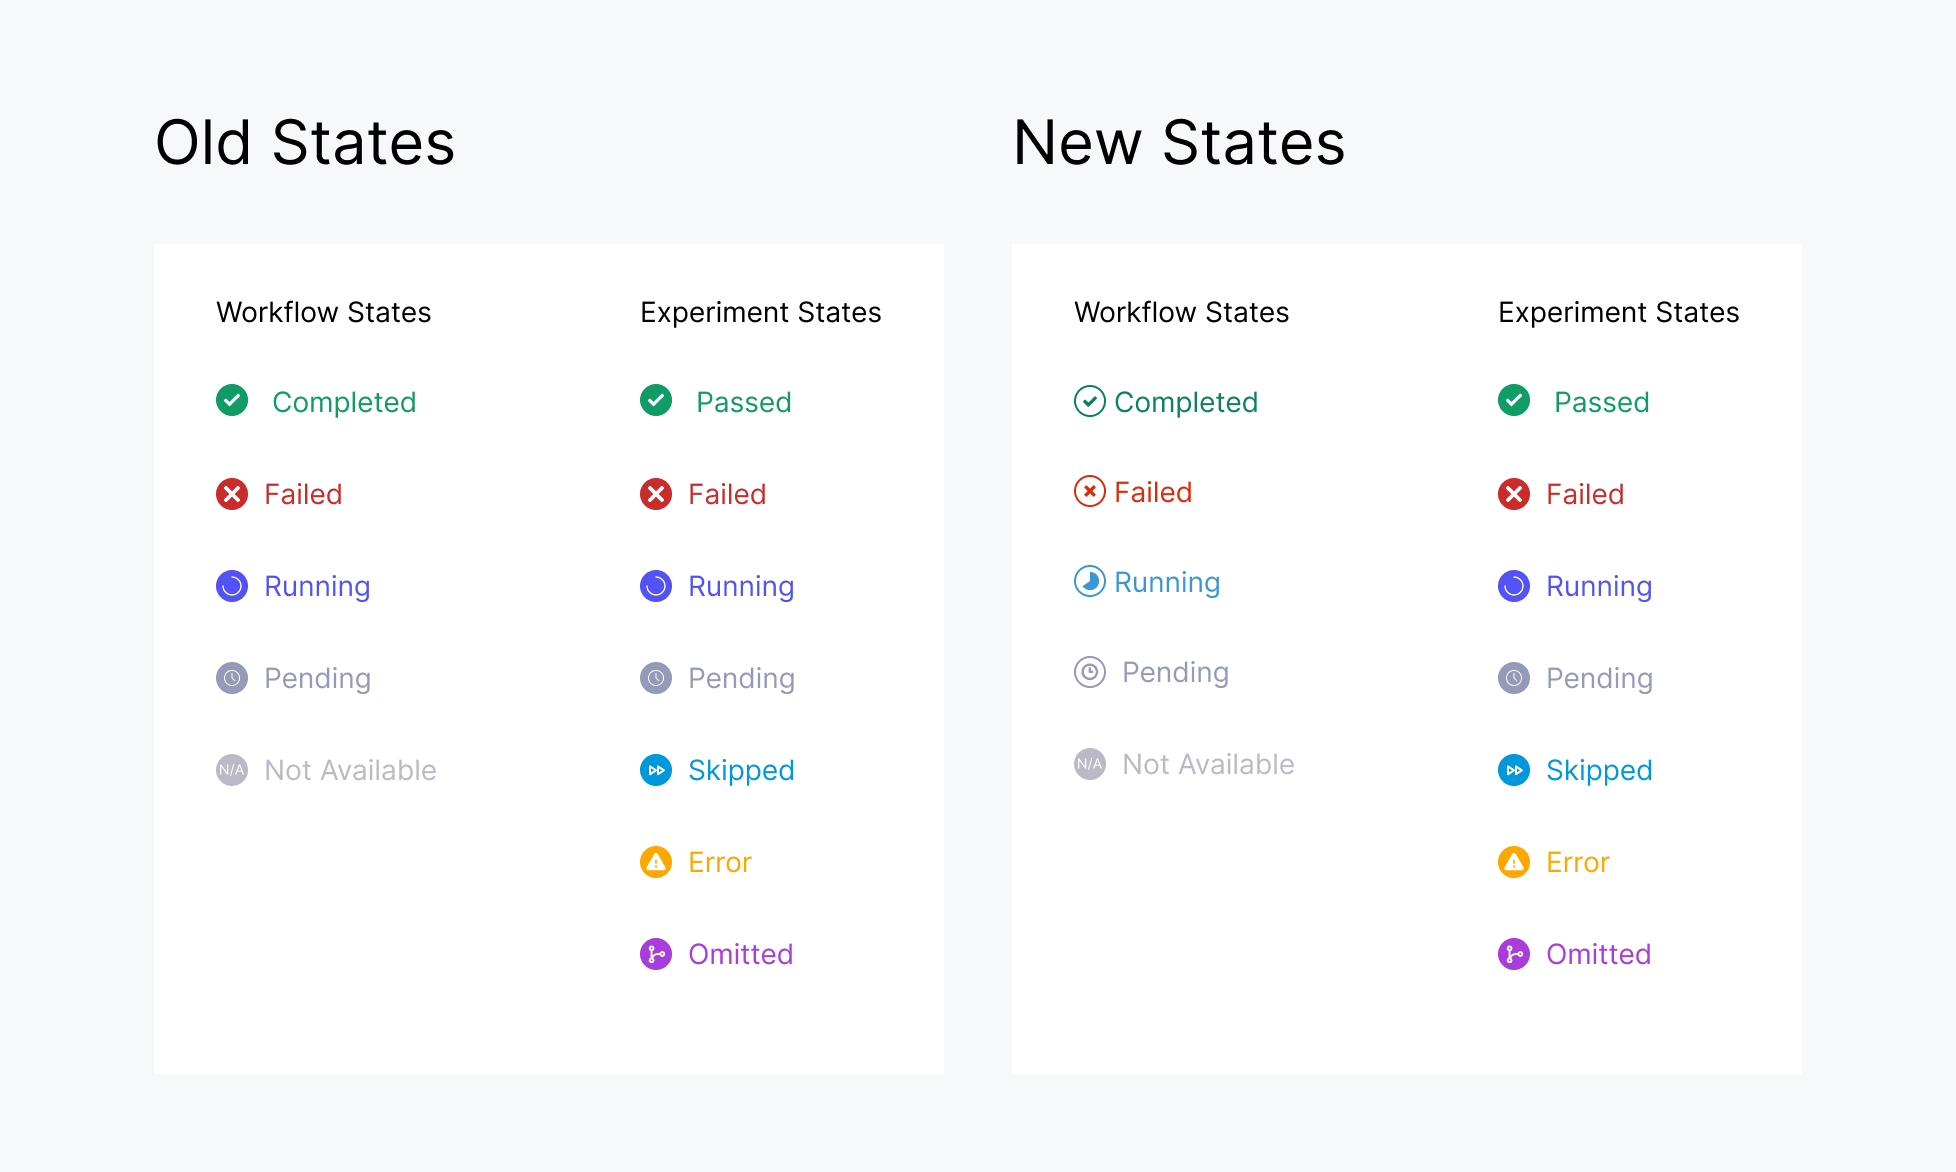 Old States
Workflow States
Completed
Failed
Running
Pending
N/A Not Available
Experiment States
Passed
Failed
Running
Pending
Skipped
Error
Omitted
New States
Workflow States
Completed
Failed
Running
Pending
N/A Not Available
Experiment States
Passed
Failed
Running
Pending
Skipped
Error
Omitted